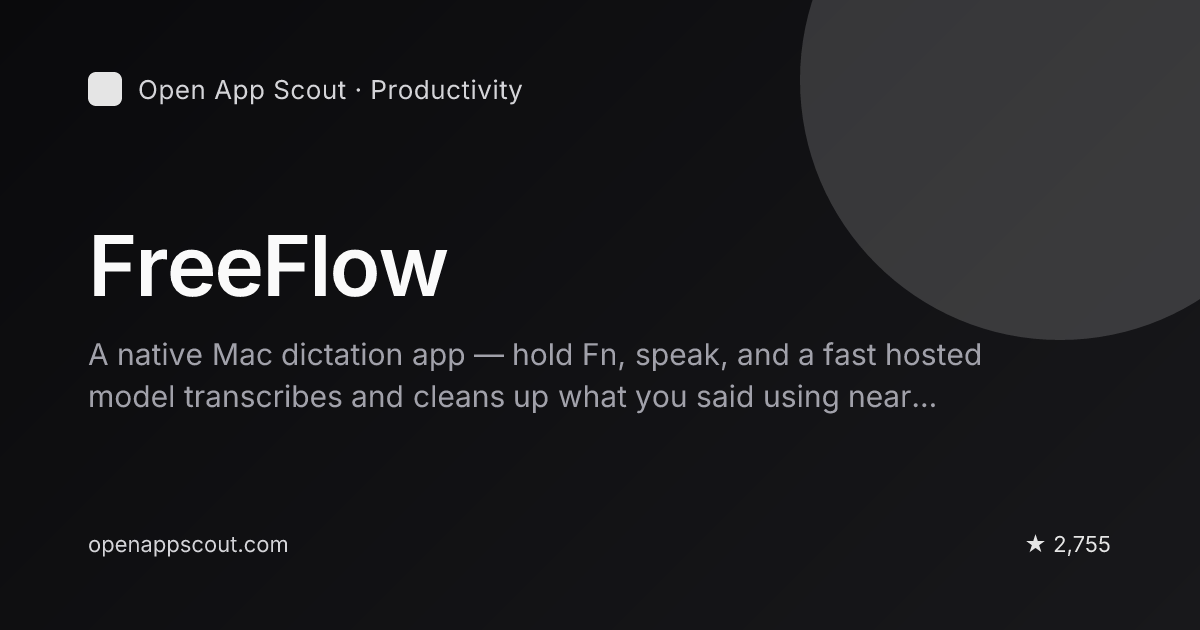 Open App Scout · Productivity
FreeFlow
A native Mac dictation app — hold Fn, speak, and a fast hosted
model transcribes and cleans up what you said using near…
openappscout.com
★ 2,755